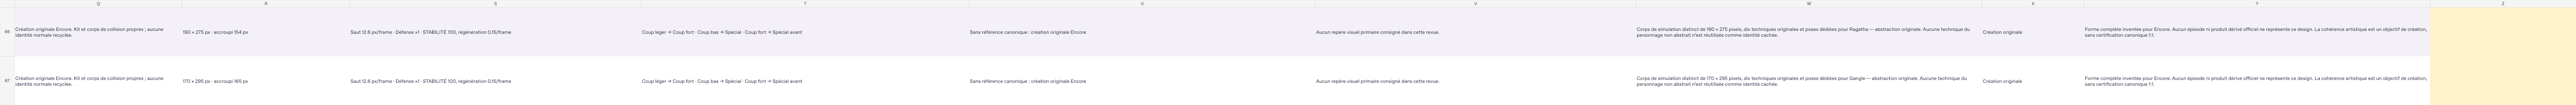 Q R S T U V W X Y Z
66 Création originale Encore. Kit et corps de collision propres ; aucune identité normale recyclée. 190 × 275 px · accroupi 154 px Saut 12.6 px/frame · Défense ×1 · STABILITÉ 100, régénération 0.15/frame Coup léger → Coup fort · Coup bas → Spécial · Coup fort → Spécial avant Sans référence canonique : création originale Encore Aucun repère visuel primaire consigné dans cette revue. Corps de simulation distinct de 190 × 275 pixels, dix techniques originales et poses dédiées pour Ragatha — abstraction originale. Aucune technique du personnage non abstrait n'est réutilisée comme identité cachée. Création originale Forme complète inventée pour Encore. Aucun épisode ni produit dérivé officiel ne représente ce design. La cohérence artistique est un objectif de création, sans certification canonique 1:1.
67 Création originale Encore. Kit et corps de collision propres ; aucune identité normale recyclée. 170 × 295 px · accroupi 165 px Saut 12.6 px/frame · Défense ×1 · STABILITÉ 100, régénération 0.15/frame Coup léger → Coup fort · Coup bas → Spécial · Coup fort → Spécial avant Sans référence canonique : création originale Encore Aucun repère visuel primaire consigné dans cette revue. Corps de simulation distinct de 170 × 295 pixels, dix techniques originales et poses dédiées pour Gangle — abstraction originale. Aucune technique du personnage non abstrait n'est réutilisée comme identité cachée. Création originale Forme complète inventée pour Encore. Aucun épisode ni produit dérivé officiel ne représente ce design. La cohérence artistique est un objectif de création, sans certification canonique 1:1.